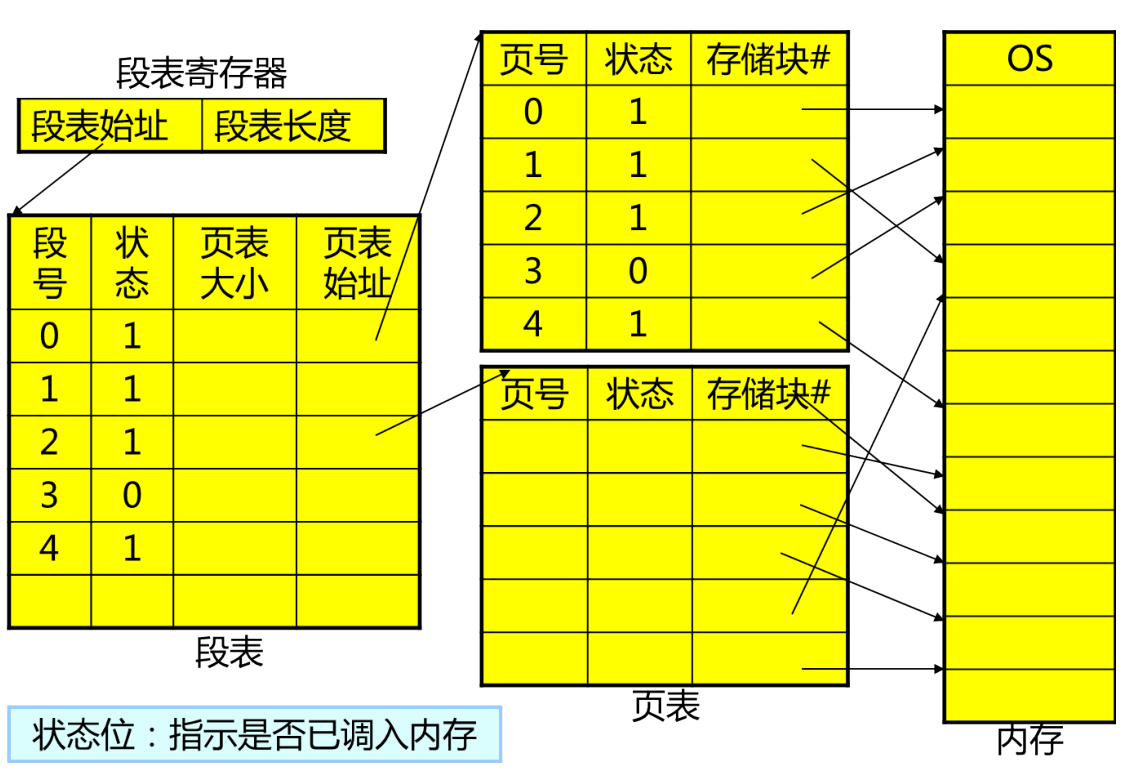 段表寄存器
段表始址 段表长度
段号 状态 页表大小 页表始址
0 1
1 1
2 1
3 0
4 1
段表
页号 状态 存储块#
0 1
1 1
2 1
3 0
4 1
页号 状态 存储块#
页表
OS
内存
状态位：指示是否已调入内存